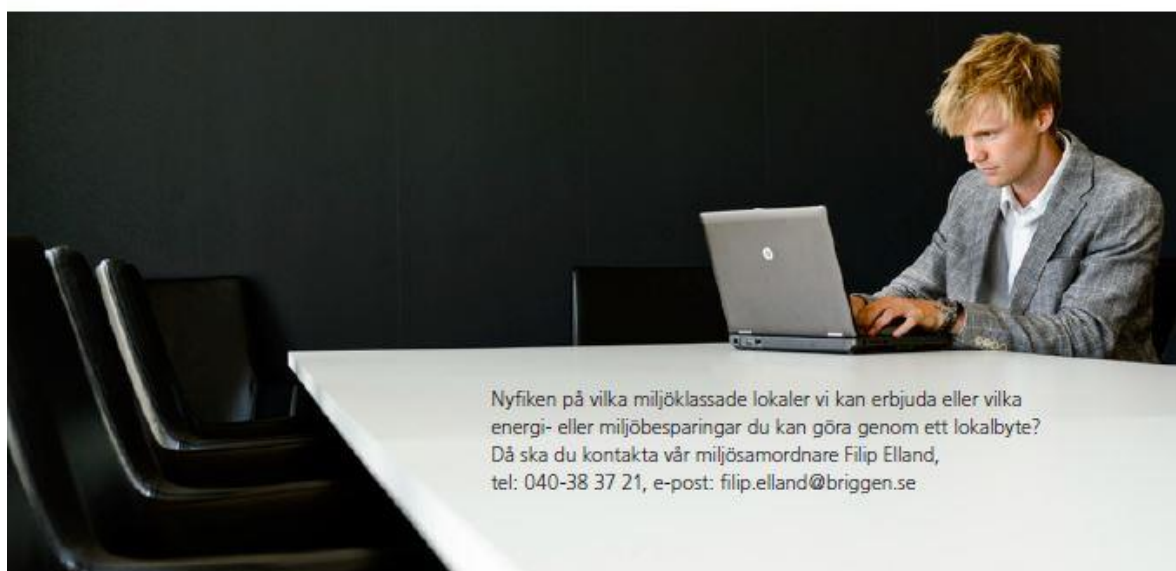 Nyfiken på vilka miljöklassade lokaler vi kan erbjuda eller vilka
energi- eller miljöbesparingar du kan göra genom ett lokalbyte?
Då ska du kontakta vår miljösamordnare Filip Elland,
tel: 040-38 37 21, e-post: filip.elland@briggen.se